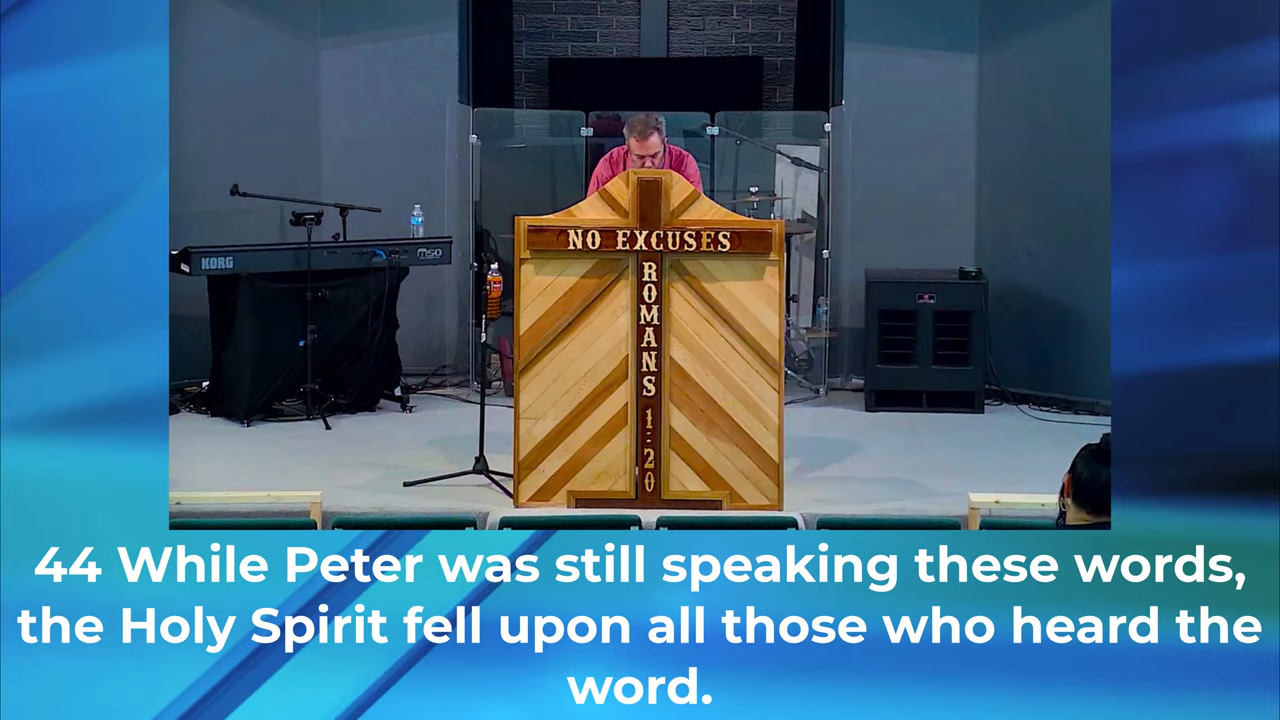 NO EXCUSES
ROMANS 1:20
KORG
M50
44 While Peter was still speaking these words,
the Holy Spirit fell upon all those who heard the
word.